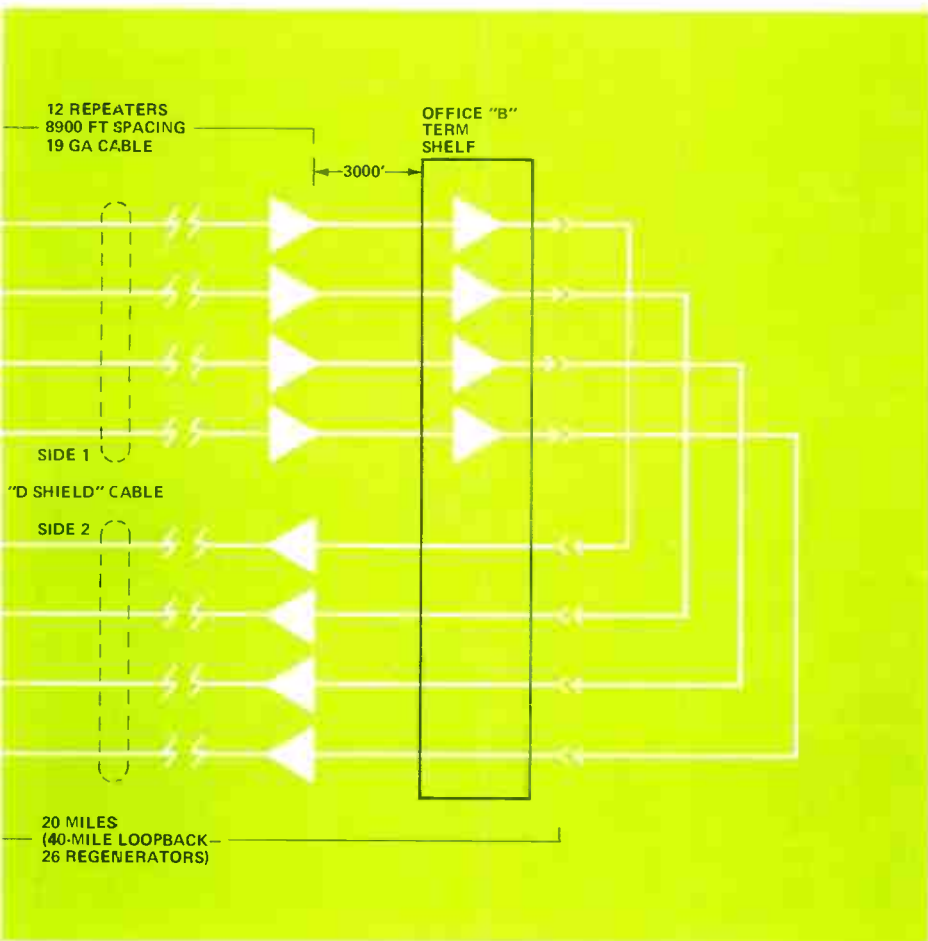 12 REPEATERS
8900 FT SPACING
19 GA CABLE
OFFICE "B"
TERM
SHELF
3000'
SIDE 1
"D SHIELD" CABLE
SIDE 2
20 MILES
(40-MILE LOOPBACK
26 REGENERATORS)